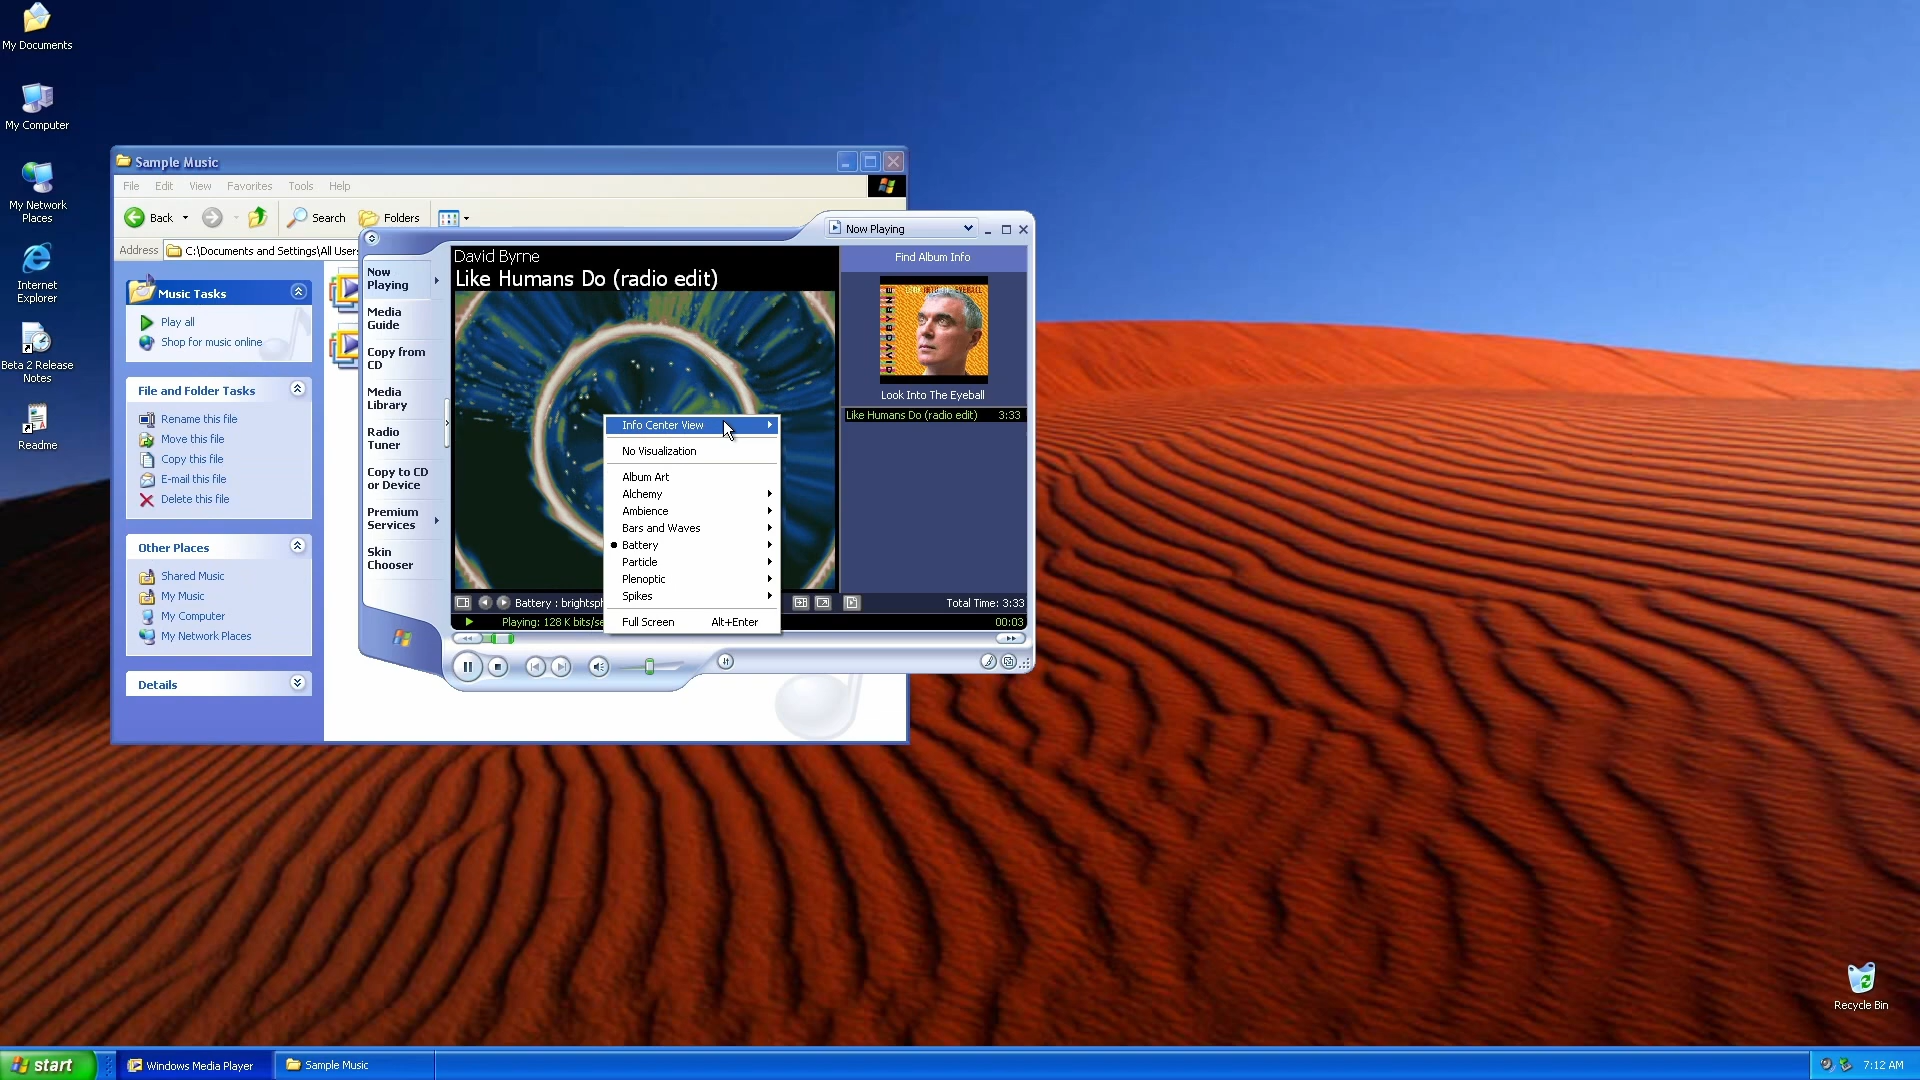 My Documents
My Computer
My Network
Places
Internet
Explorer
Beta 2 Release
Notes
Readme
Sample Music
File Edit View Favorites Tools Help
Back Search Folders
Address C:\Documents and Settings\All Users
Music Tasks
Play all
Shop for music online
File and Folder Tasks
Rename this file
Move this file
Copy this file
E-mail this file
Delete this file
Other Places
Shared Music
My Music
My Computer
My Network Places
Details
Now Playing
Now
Playing
Media
Guide
Copy from
CD
Media
Library
Radio
Tuner
Copy to CD
or Device
Premium
Services
Skin
Chooser
David Byrne
Like Humans Do (radio edit)
Info Center View
No Visualization
Album Art
Alchemy
Ambience
Bars and Waves
Battery
Particle
Plenoptic
Spikes
Full Screen Alt+Enter
Battery : brightsph
Playing: 128 K bits/se
Find Album Info
DAVID BYRNE
Look Into The Eyeball
Like Humans Do (radio edit) 3:33
Total Time: 3:33
00:03
Recycle Bin
start
Windows Media Player
Sample Music
7:12 AM